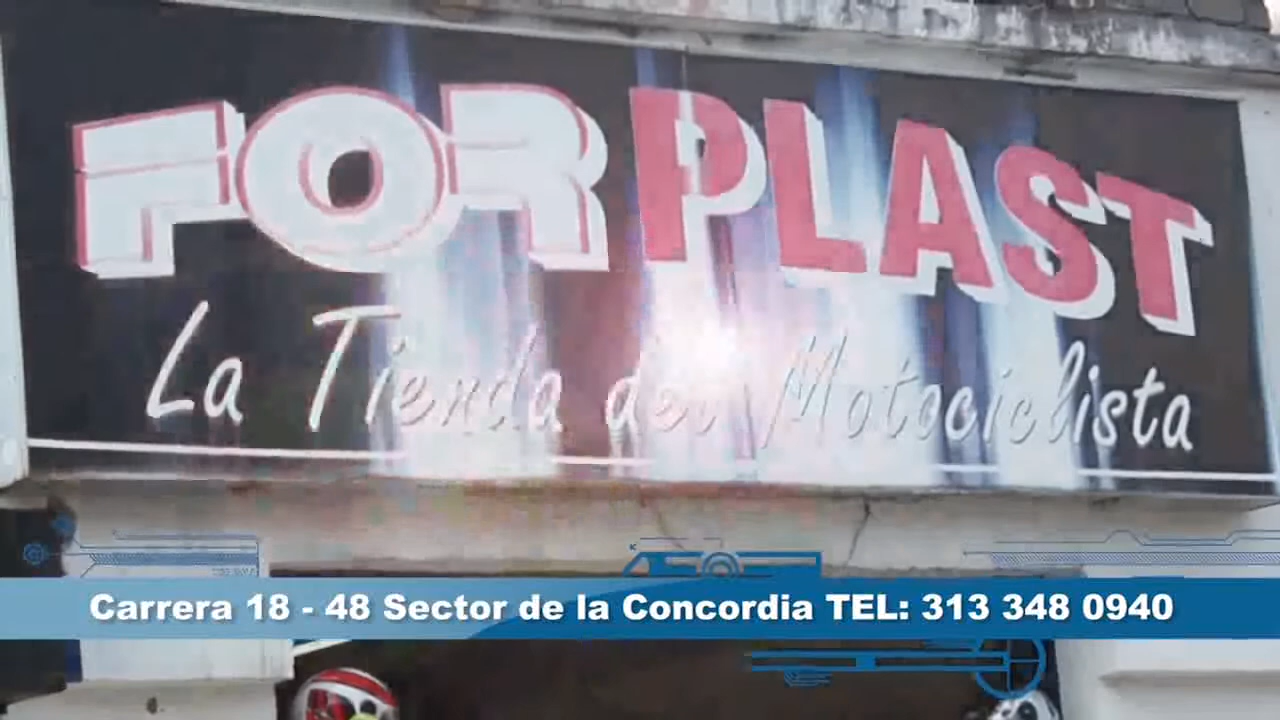 FORPLAST
La Tienda del Motociclista
Carrera 18 - 48 Sector de la Concordia TEL: 313 348 0940